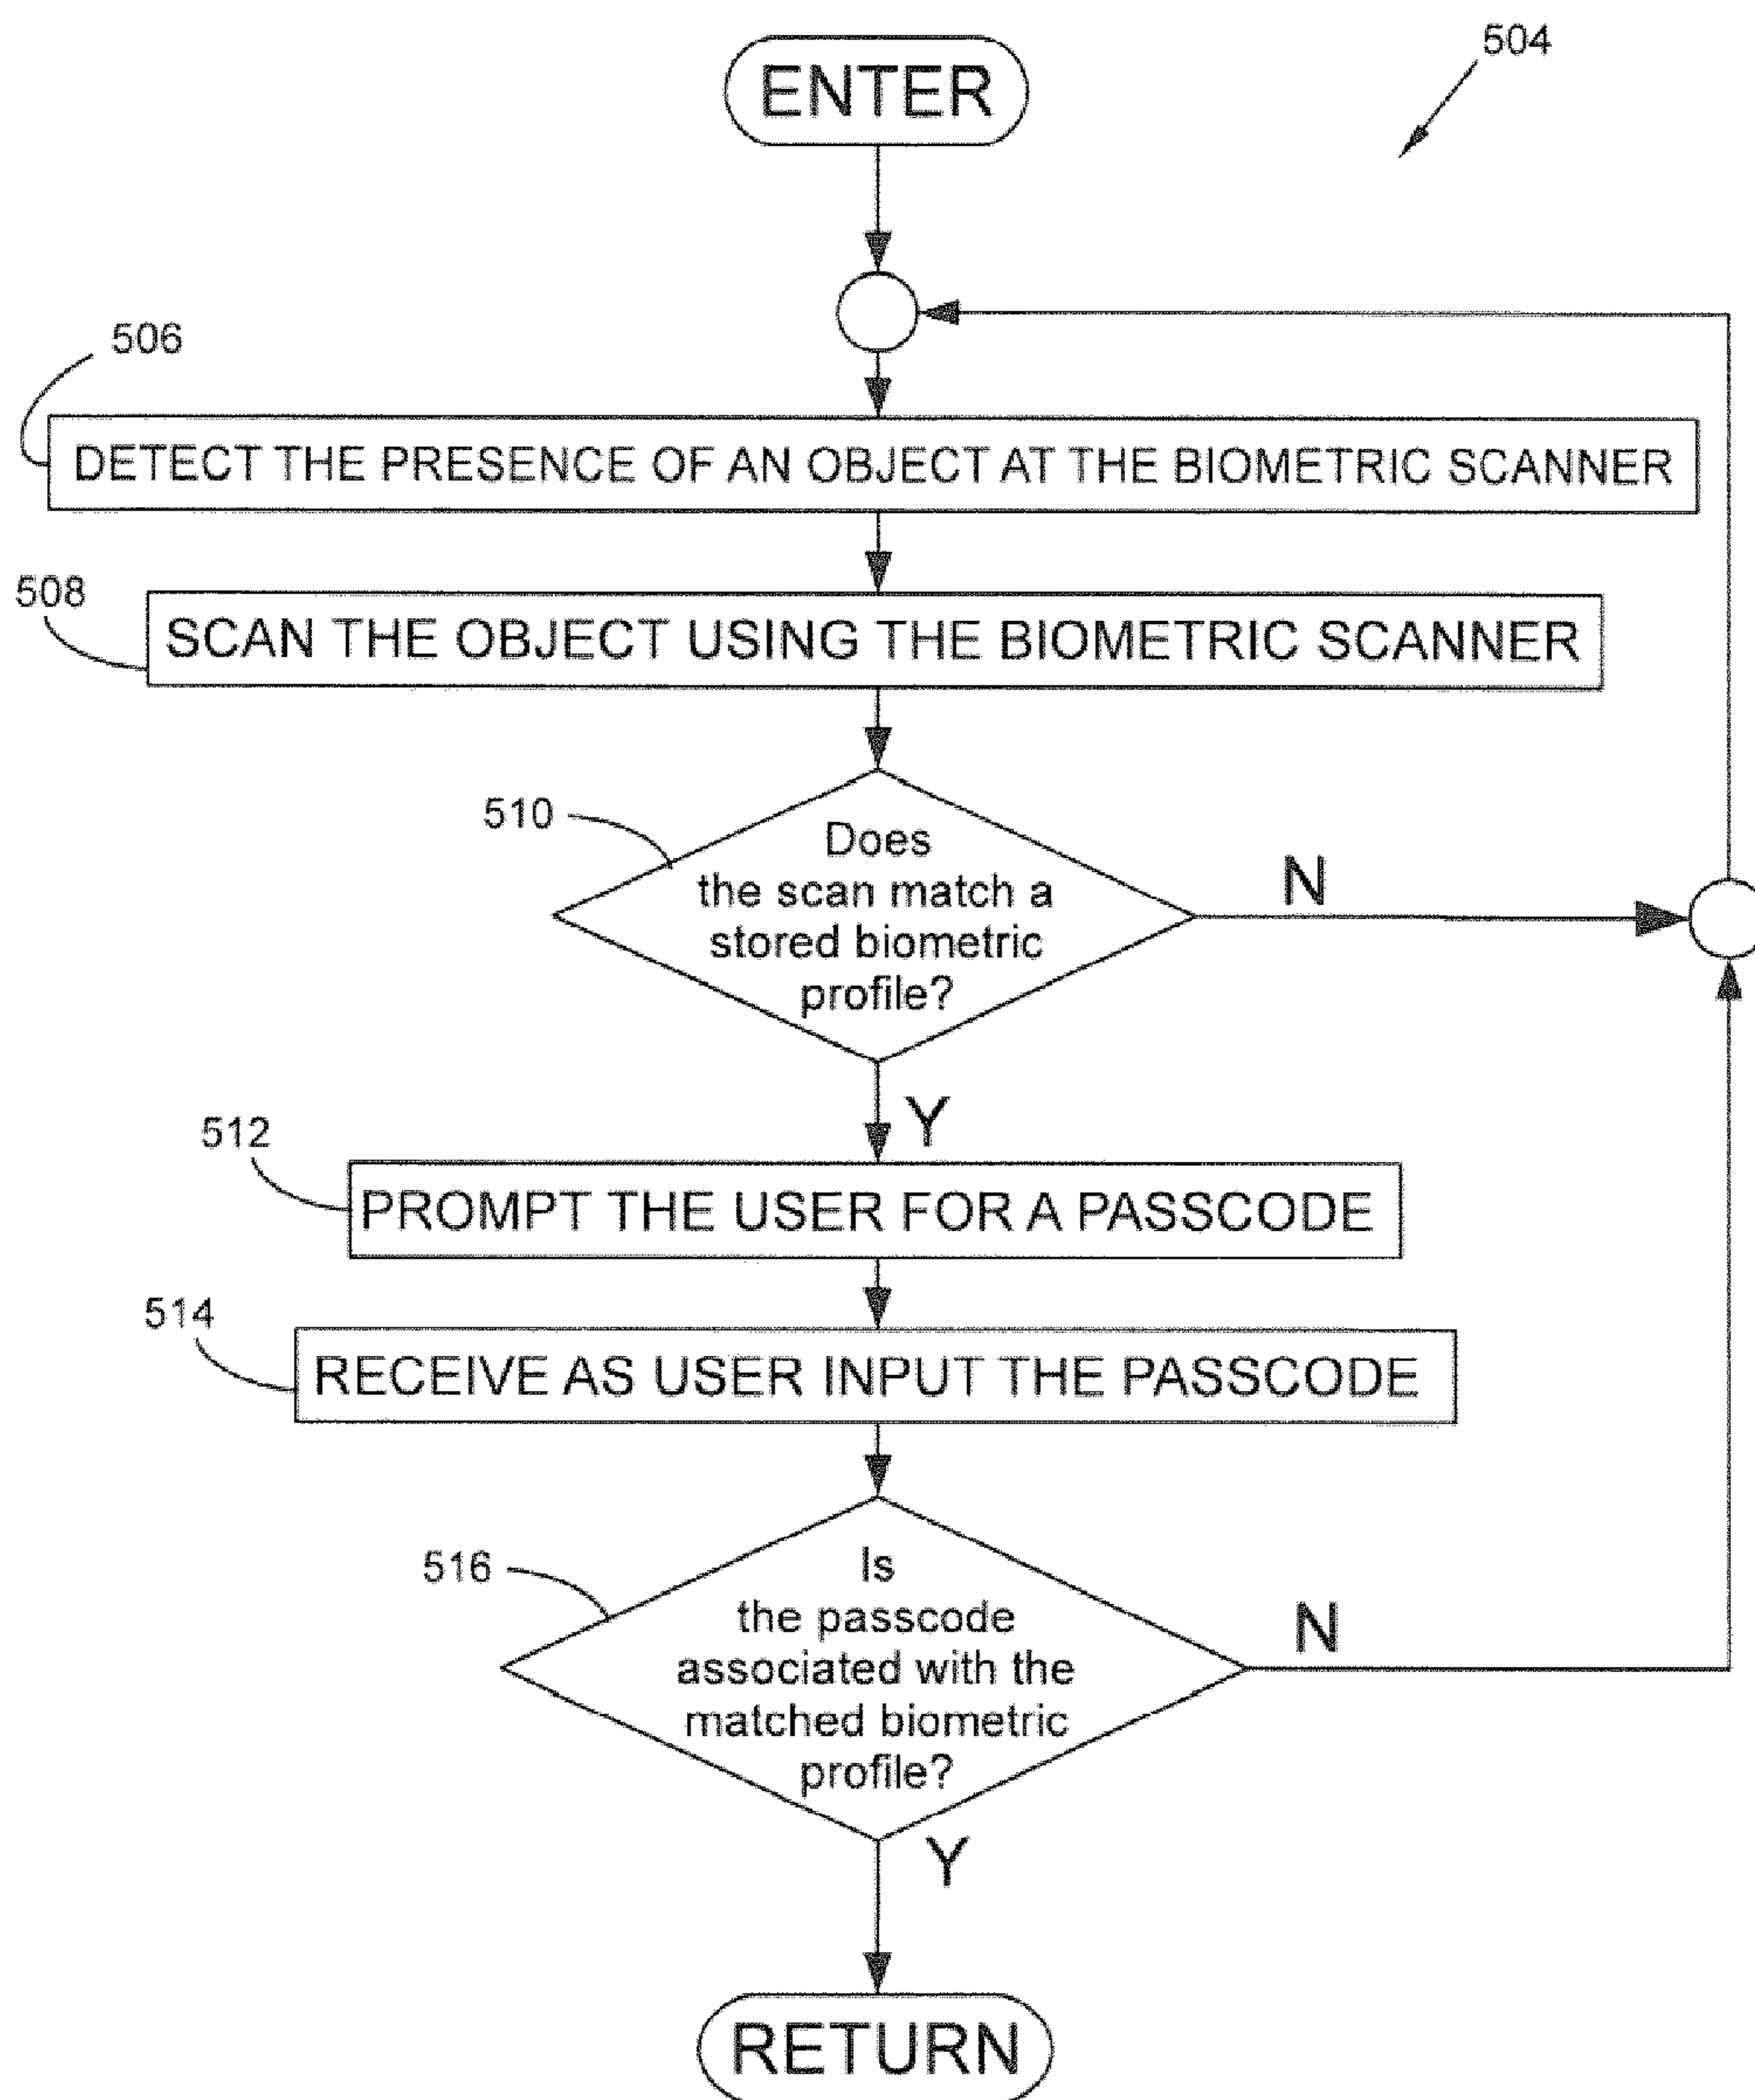 504
ENTER
506
DETECT THE PRESENCE OF AN OBJECT AT THE BIOMETRIC SCANNER
508
SCAN THE OBJECT USING THE BIOMETRIC SCANNER
510
Does
the scan match a
stored biometric
profile?
N
Y
512
PROMPT THE USER FOR A PASSCODE
514
RECEIVE AS USER INPUT THE PASSCODE
516
Is
the passcode
associated with the
matched biometric
profile?
N
Y
RETURN